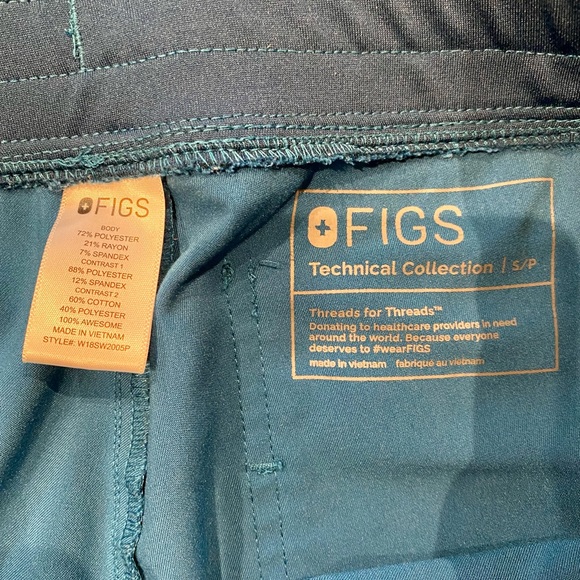 FIGS
BODY
72% POLYESTER
21% RAYON
7% SPANDEX
CONTRAST 1
88% POLYESTER
12% SPANDEX
CONTRAST 2
60% COTTON
40% POLYESTER
100% AWESOME
MADE IN VIETNAM
STYLE#: W18SW2005P
FIGS
Technical Collection | S/P
Threads for Threads™
Donating to healthcare providers in need
around the world. Because everyone
deserves to #wearFIGS
made in vietnam fabriqué au vietnam